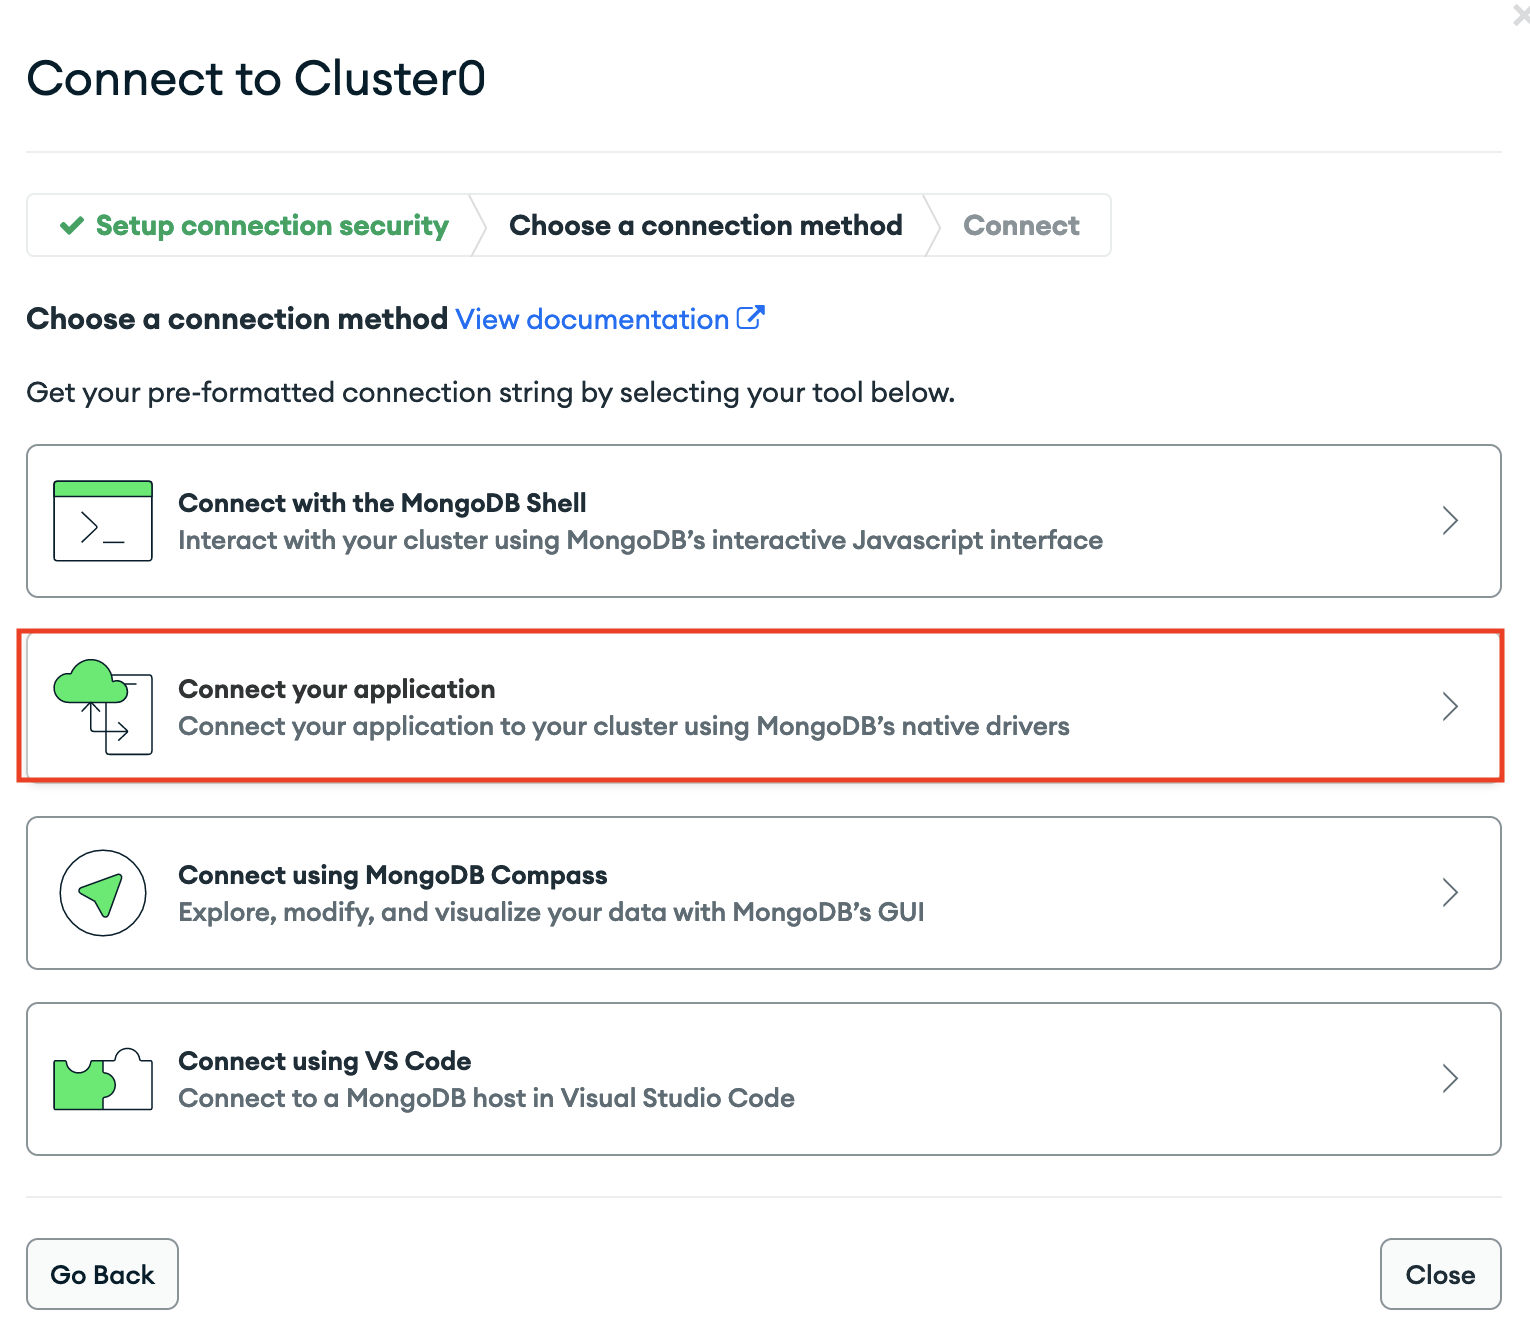 Connect to Cluster0
Setup connection security
Choose a connection method
Connect
Choose a connection method View documentation
Get your pre-formatted connection string by selecting your tool below.
Connect with the MongoDB Shell
Interact with your cluster using MongoDB’s interactive Javascript interface
Connect your application
Connect your application to your cluster using MongoDB’s native drivers
Connect using MongoDB Compass
Explore, modify, and visualize your data with MongoDB’s GUI
Connect using VS Code
Connect to a MongoDB host in Visual Studio Code
Go Back
Close